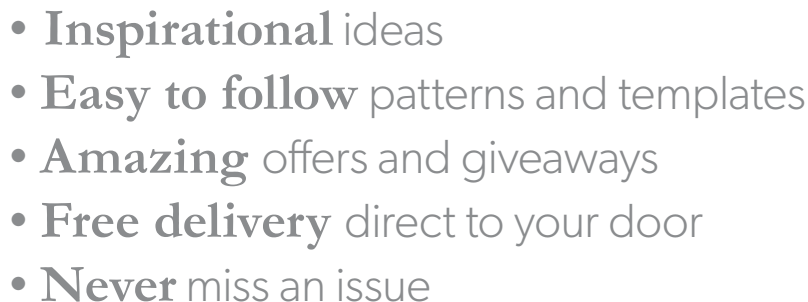 • Inspirational ideas
• Easy to follow patterns and templates
• Amazing offers and giveaways
• Free delivery direct to your door
• Never miss an issue